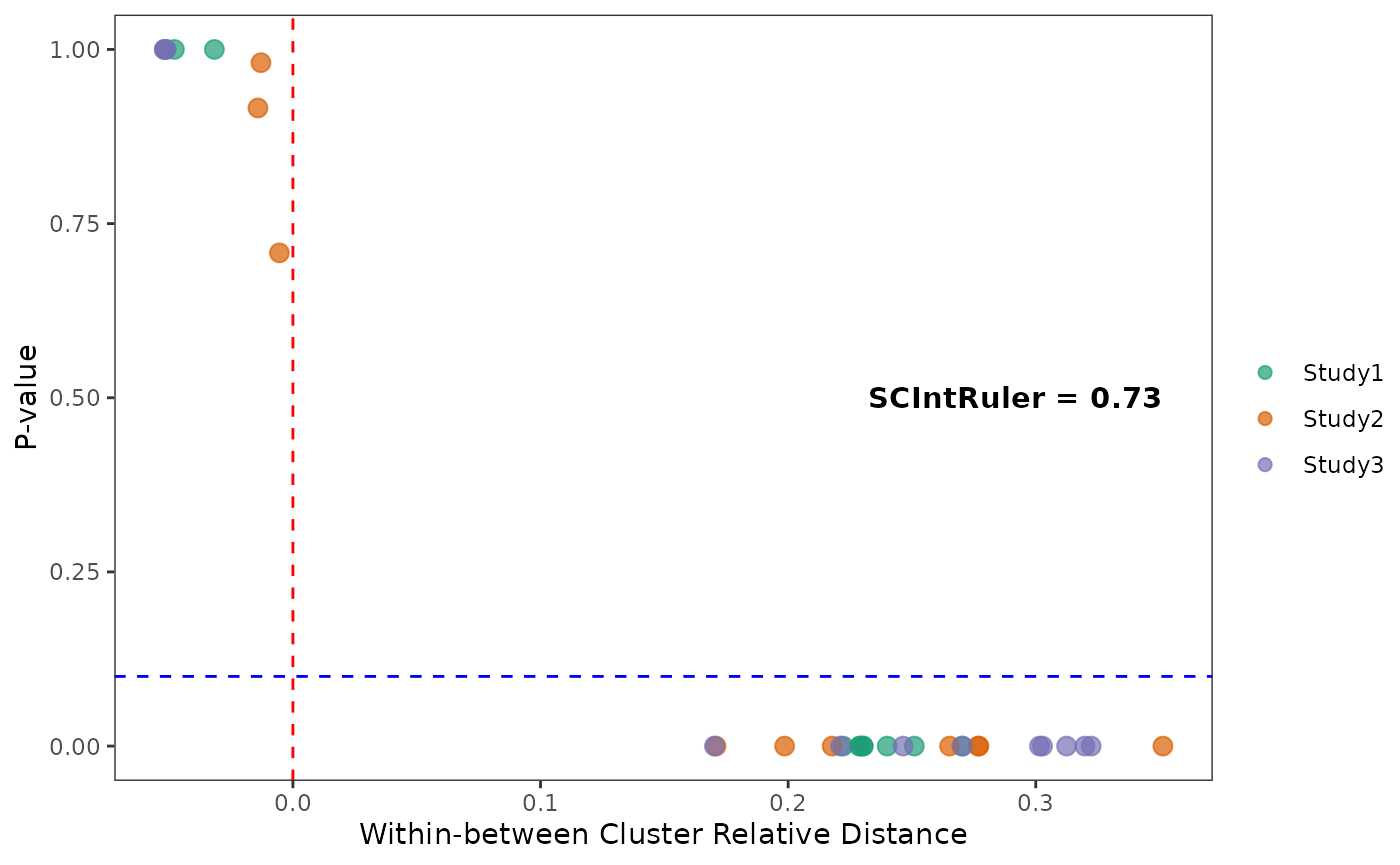 1.00
0.75
0.50
0.25
0.00
P-value
SCIntRuler = 0.73
Study1
Study2
Study3
0.0 0.1 0.2 0.3
Within-between Cluster Relative Distance